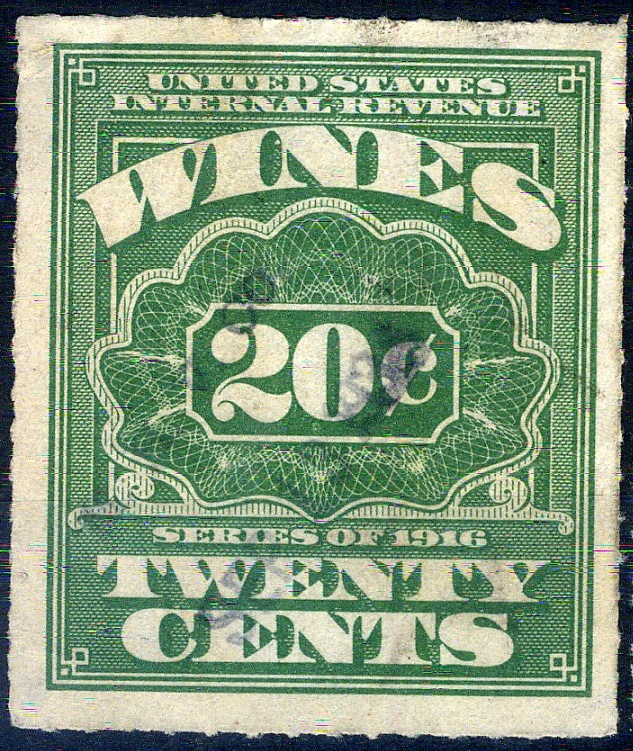 UNITED STATES
INTERNAL REVENUE
WINES
20¢
SERIES OF 1916
TWENTY
CENTS